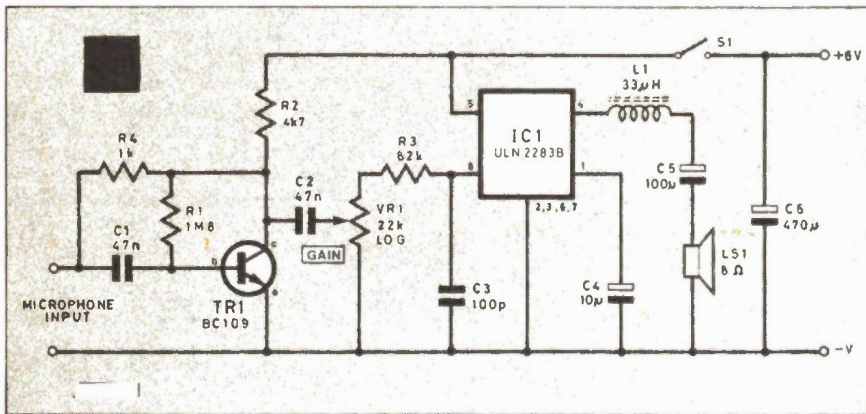 S1
+6V
L1
33µH
R2
4k7
5
4
IC1
ULN 2283B
R4
1k
R3
82k
8
1
C5
100µ
R1
1M8
C2
47n
VR1
22k
LOG
2,3,6,7
C6
470µ
C1
47n
c
GAIN
LS1
8Ω
b
C3
100p
C4
10µ
e
MICROPHONE
INPUT
TR1
BC109
-V